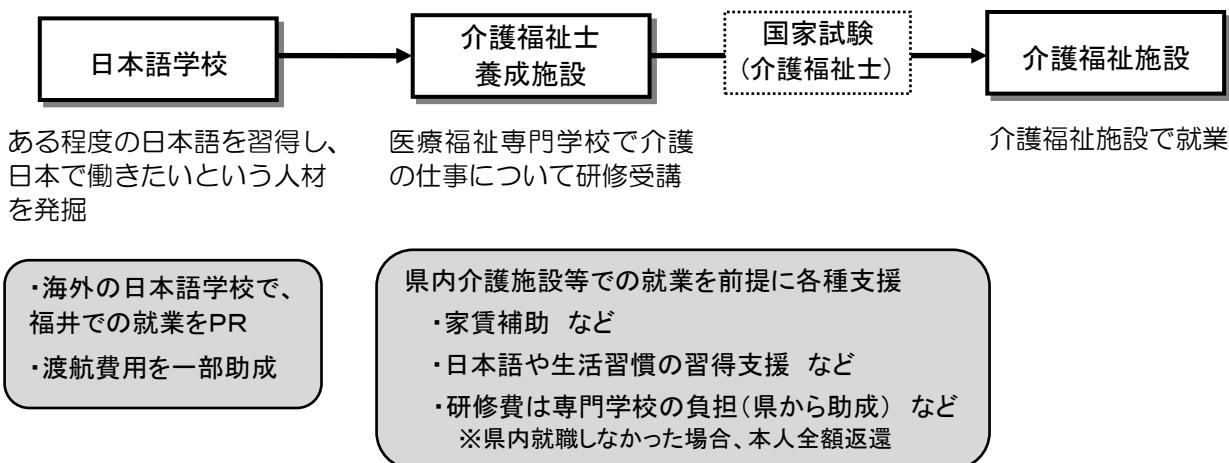 日本語学校
介護福祉士
養成施設
国家試験
（介護福祉士）
介護福祉施設
ある程度の日本語を習得し、
日本で働きたいという人材
を発掘
医療福祉専門学校で介護
の仕事について研修受講
介護福祉施設で就業
・海外の日本語学校で、
福井での就業をＰＲ
・渡航費用を一部助成
県内介護施設等での就業を前提に各種支援
・家賃補助 など
・日本語や生活習慣の習得支援 など
・研修費は専門学校の負担（県から助成） など
※県内就職しなかった場合、本人全額返還